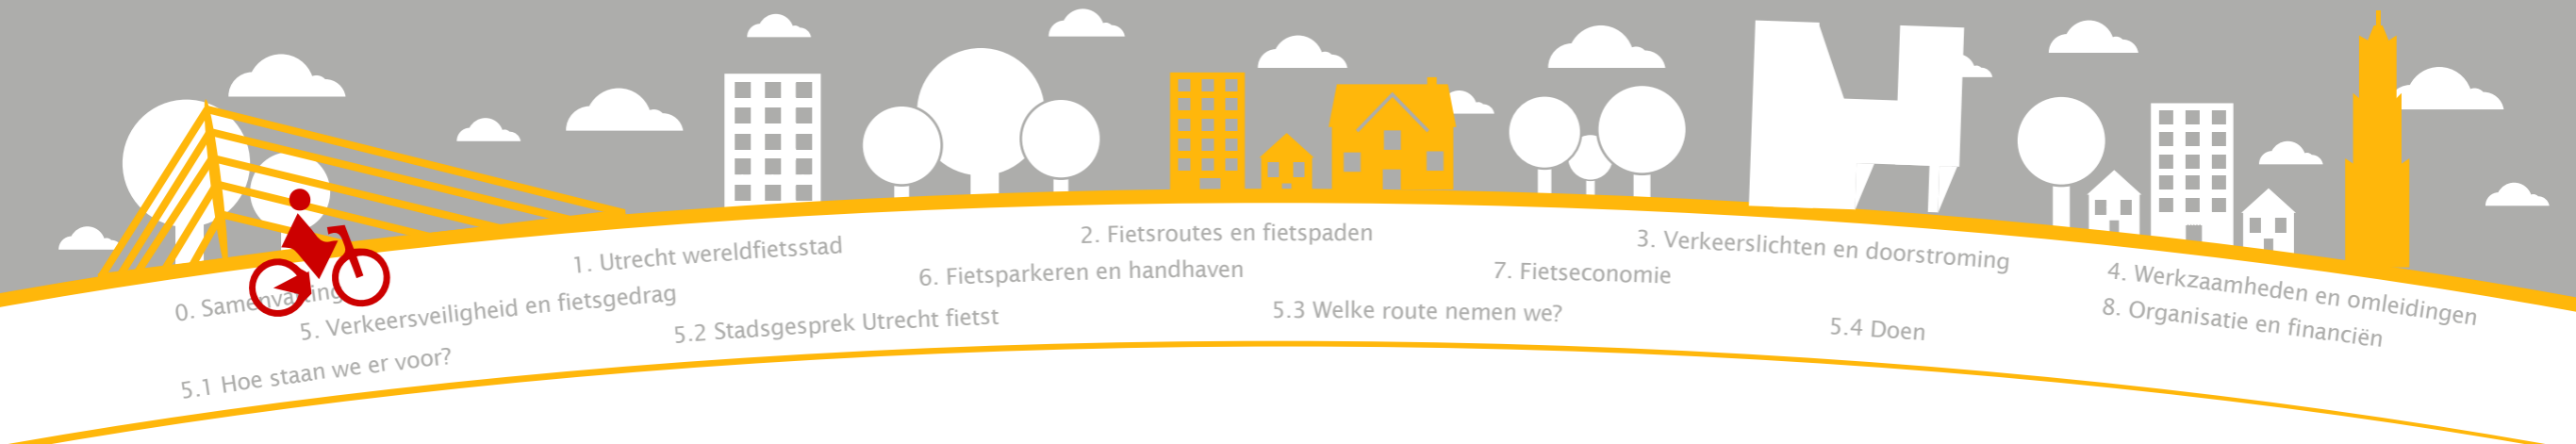 0. Samenvatting
1. Utrecht wereldfietsstad
2. Fietsroutes en fietspaden
3. Verkeerslichten en doorstroming
4. Werkzaamheden en omleidingen
5. Verkeersveiligheid en fietsgedrag
6. Fietsparkeren en handhaven
7. Fietseconomie
8. Organisatie en financiën
5.1 Hoe staan we er voor?
5.2 Stadsgesprek Utrecht fietst
5.3 Welke route nemen we?
5.4 Doen